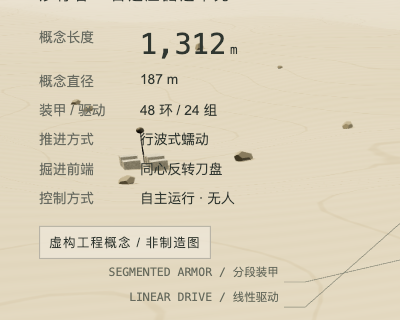 概念长度 1,312 m
概念直径 187 m
装甲 / 驱动 48 环 / 24 组
推进方式 行波式蠕动
掘进前端 同心反转刀盘
控制方式 自主运行 · 无人
虚构工程概念 / 非制造图
SEGMENTED ARMOR / 分段装甲
LINEAR DRIVE / 线性驱动